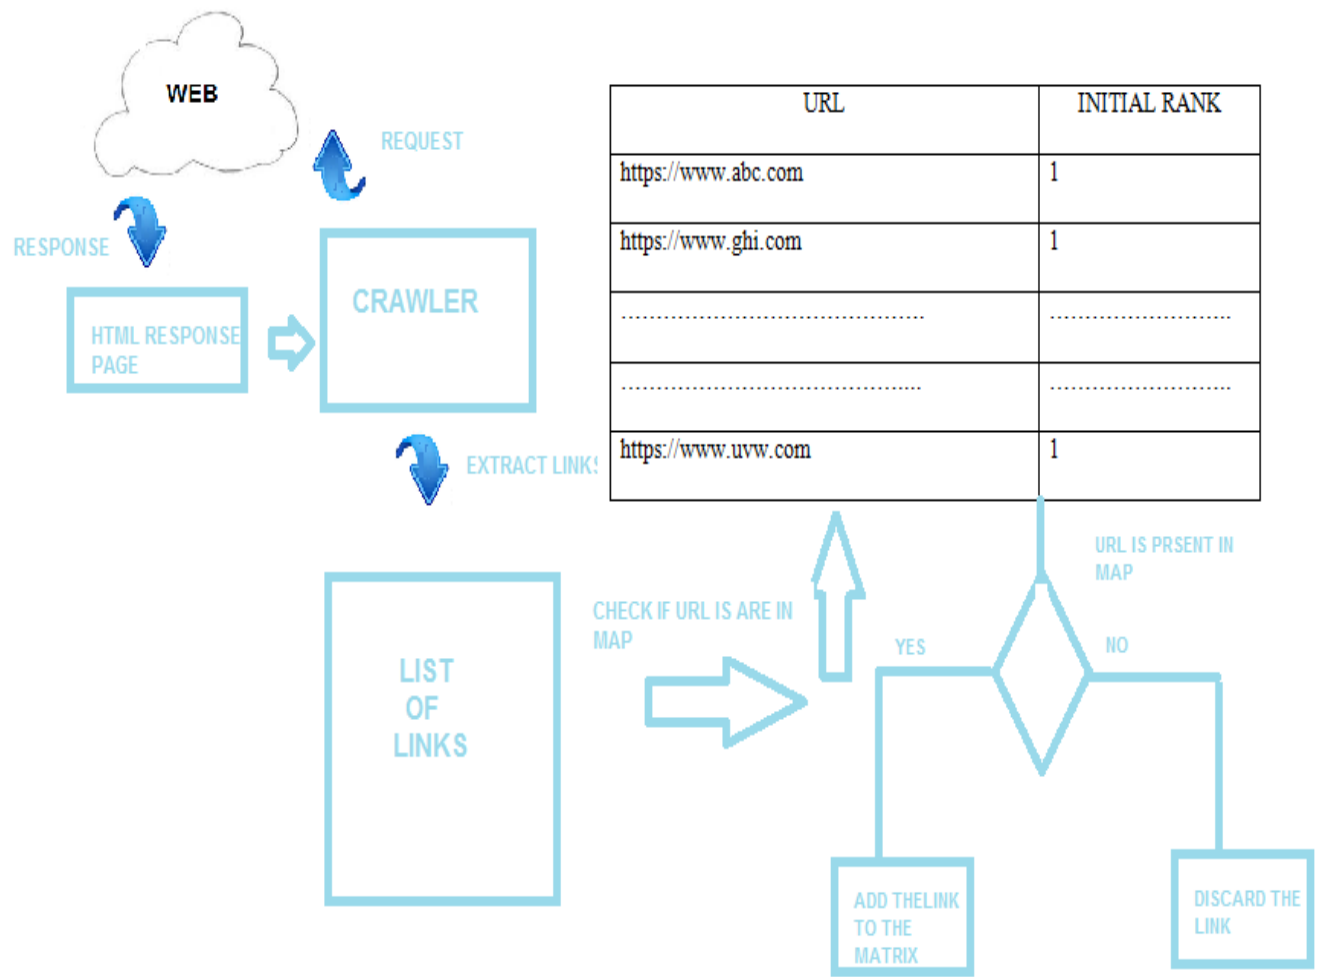 WEB
REQUEST
RESPONSE
HTML RESPONSE
PAGE
CRAWLER
EXTRACT LINKS
LIST
OF
LINKS
CHECK IF URL IS ARE IN
MAP
URL INITIAL RANK
https://www.abc.com 1
https://www.ghi.com 1
........................................... ..........................
........................................... ..........................
https://www.uvw.com 1
URL IS PRSENT IN
MAP
YES
NO
ADD THELINK
TO THE
MATRIX
DISCARD THE
LINK